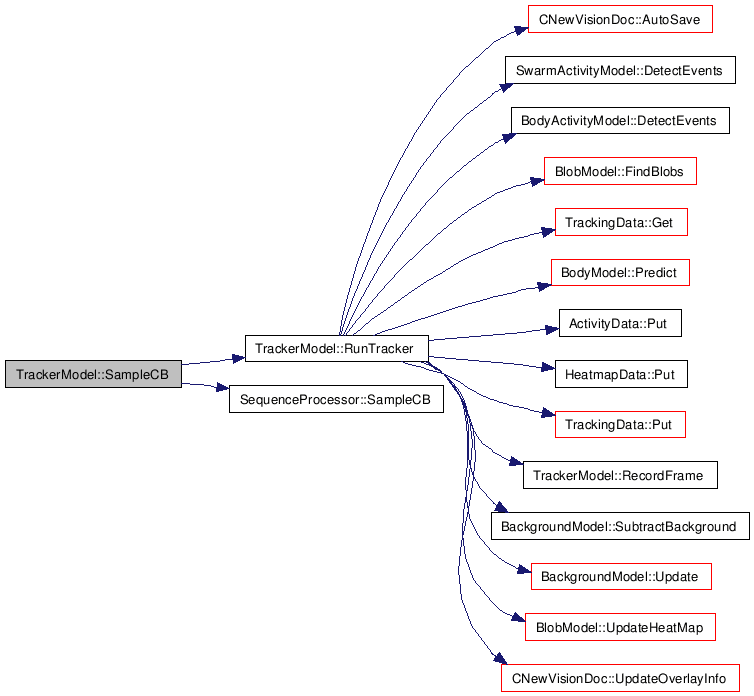 CNewVisionDoc::AutoSave
SwarmActivityModel::DetectEvents
BodyActivityModel::DetectEvents
BlobModel::FindBlobs
TrackingData::Get
BodyModel::Predict
ActivityData::Put
TrackerModel::RunTracker
TrackerModel::SampleCB
HeatmapData::Put
SequenceProcessor::SampleCB
TrackingData::Put
TrackerModel::RecordFrame
BackgroundModel::SubtractBackground
BackgroundModel::Update
BlobModel::UpdateHeatMap
CNewVisionDoc::UpdateOverlayInfo